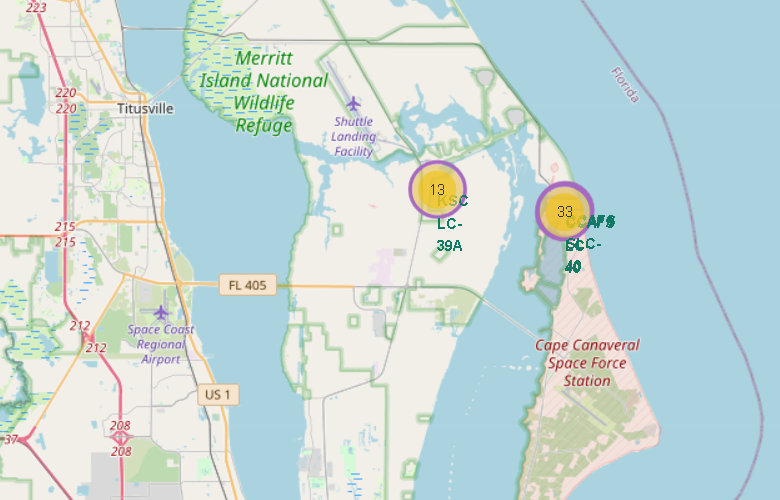 223
Merritt
Island National
Wildlife
Refuge
Florida
220
220
Titusville
Shuttle
Landing
Facility
13
KSC
LC-
39A
33
CCAFS
SLC-
40
215
215
FL 405
Space Coast
Regional
Airport
212
212
Cape Canaveral
Space Force
Station
US 1
208
208
37